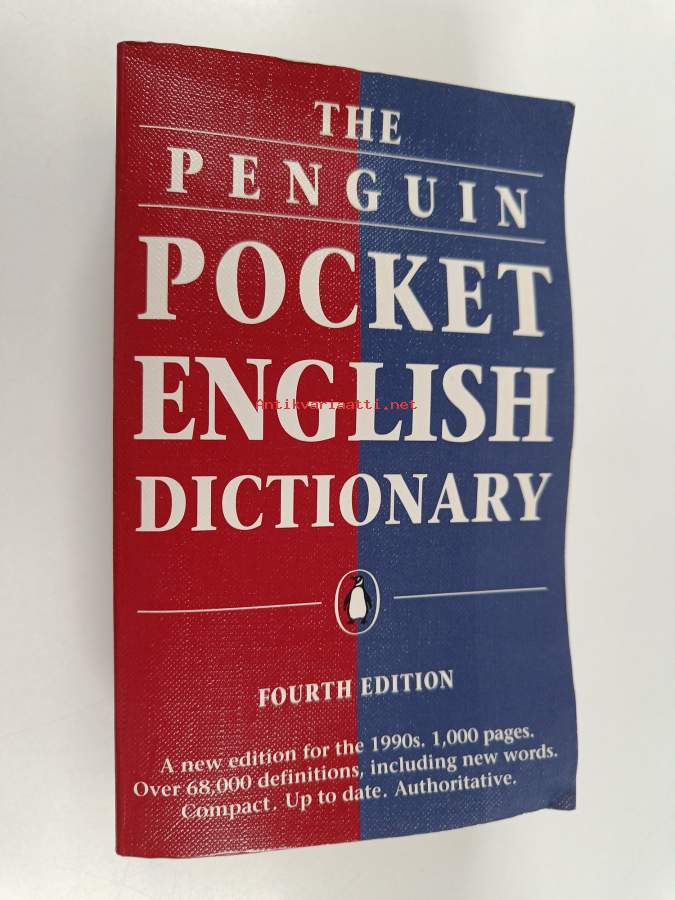 THE
PENGUIN
POCKET
ENGLISH
Antikvariaatti.net
DICTIONARY
FOURTH EDITION
A new edition for the 1990s. 1,000 pages.
Over 68,000 definitions, including new words.
Compact. Up to date. Authoritative.